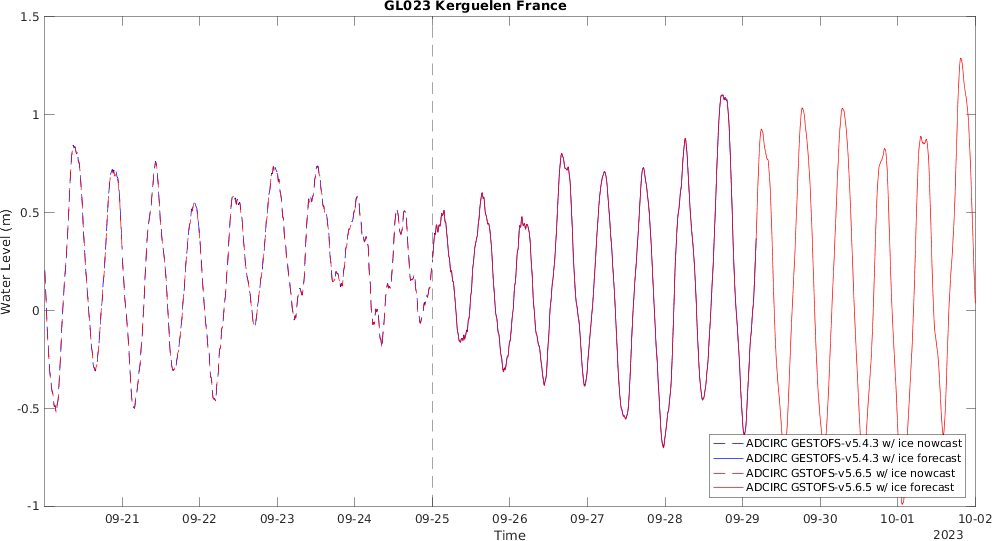 GL023 Kerguelen France
1.5
1
0.5
0
-0.5
-1
Water Level (m)
09-21 09-22 09-23 09-24 09-25 09-26 09-27 09-28 09-29 09-30 10-01 10-02
Time
2023
ADCIRC GESTOFS-v5.4.3 w/ ice nowcast
ADCIRC GESTOFS-v5.4.3 w/ ice forecast
ADCIRC GSTOFS-v5.6.5 w/ ice nowcast
ADCIRC GSTOFS-v5.6.5 w/ ice forecast